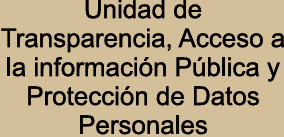 Unidad de
Transparencia, Acceso a
la información Pública y
Protección de Datos
Personales